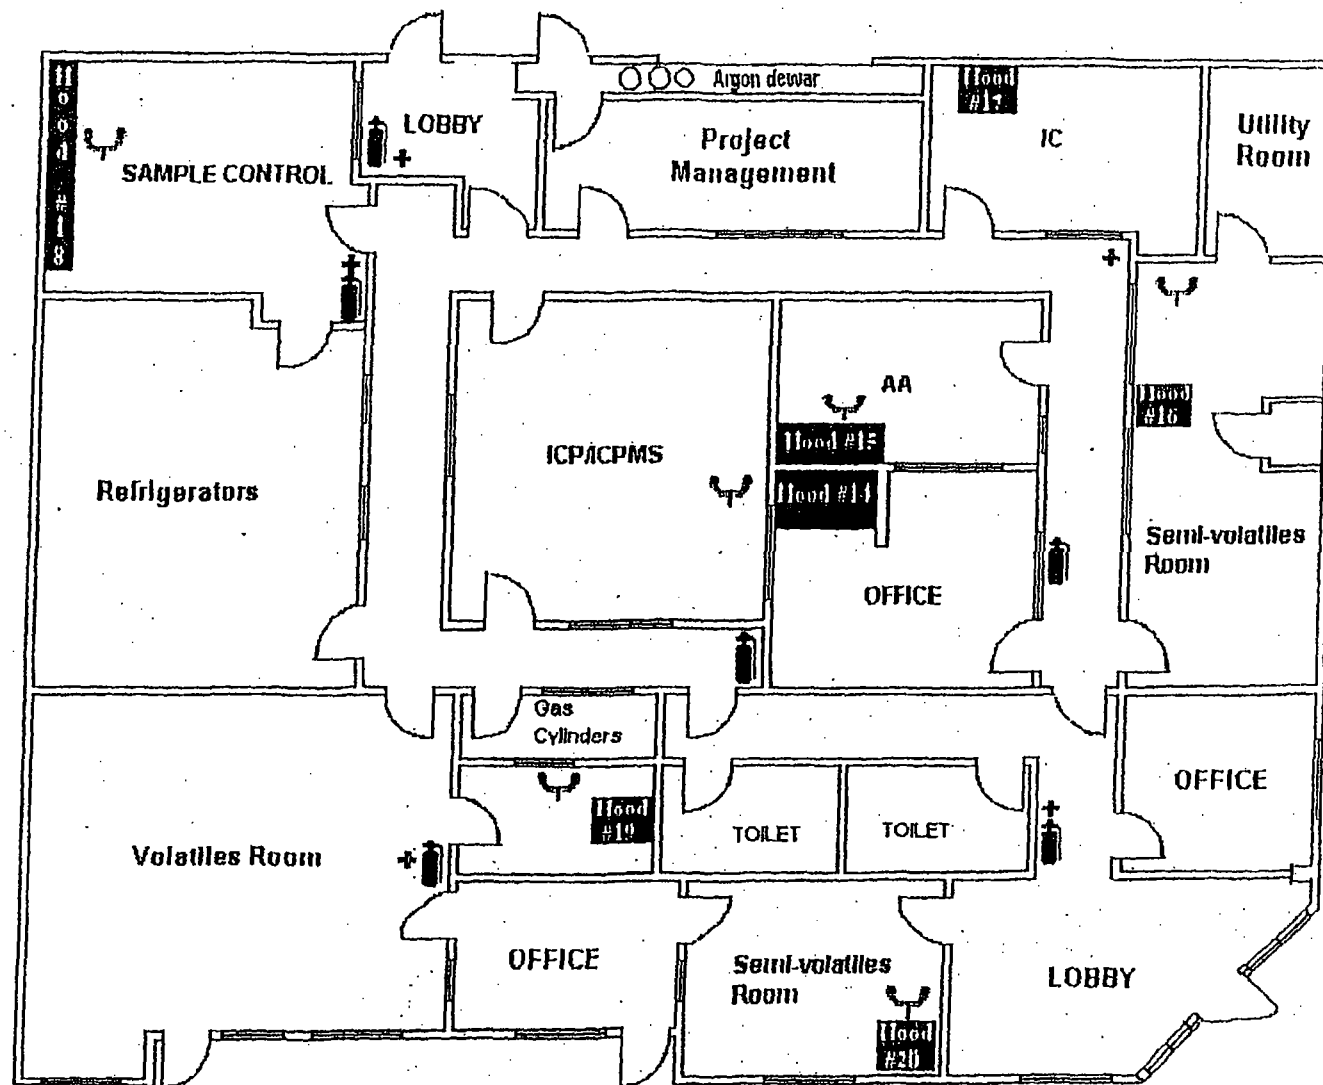 Argon dewar
Hood #17
LOBBY
Project
Management
IC
Utility
Room
Hood #18
SAMPLE CONTROL
AA
Hood #16
Hood #15
ICP/ICPMS
Refrigerators
Hood #14
Semi-volatiles
Room
OFFICE
Gas
Cylinders
OFFICE
Hood
#19
TOILET
TOILET
Volatiles Room
OFFICE
Semi-volatiles
Room
LOBBY
Hood
#20